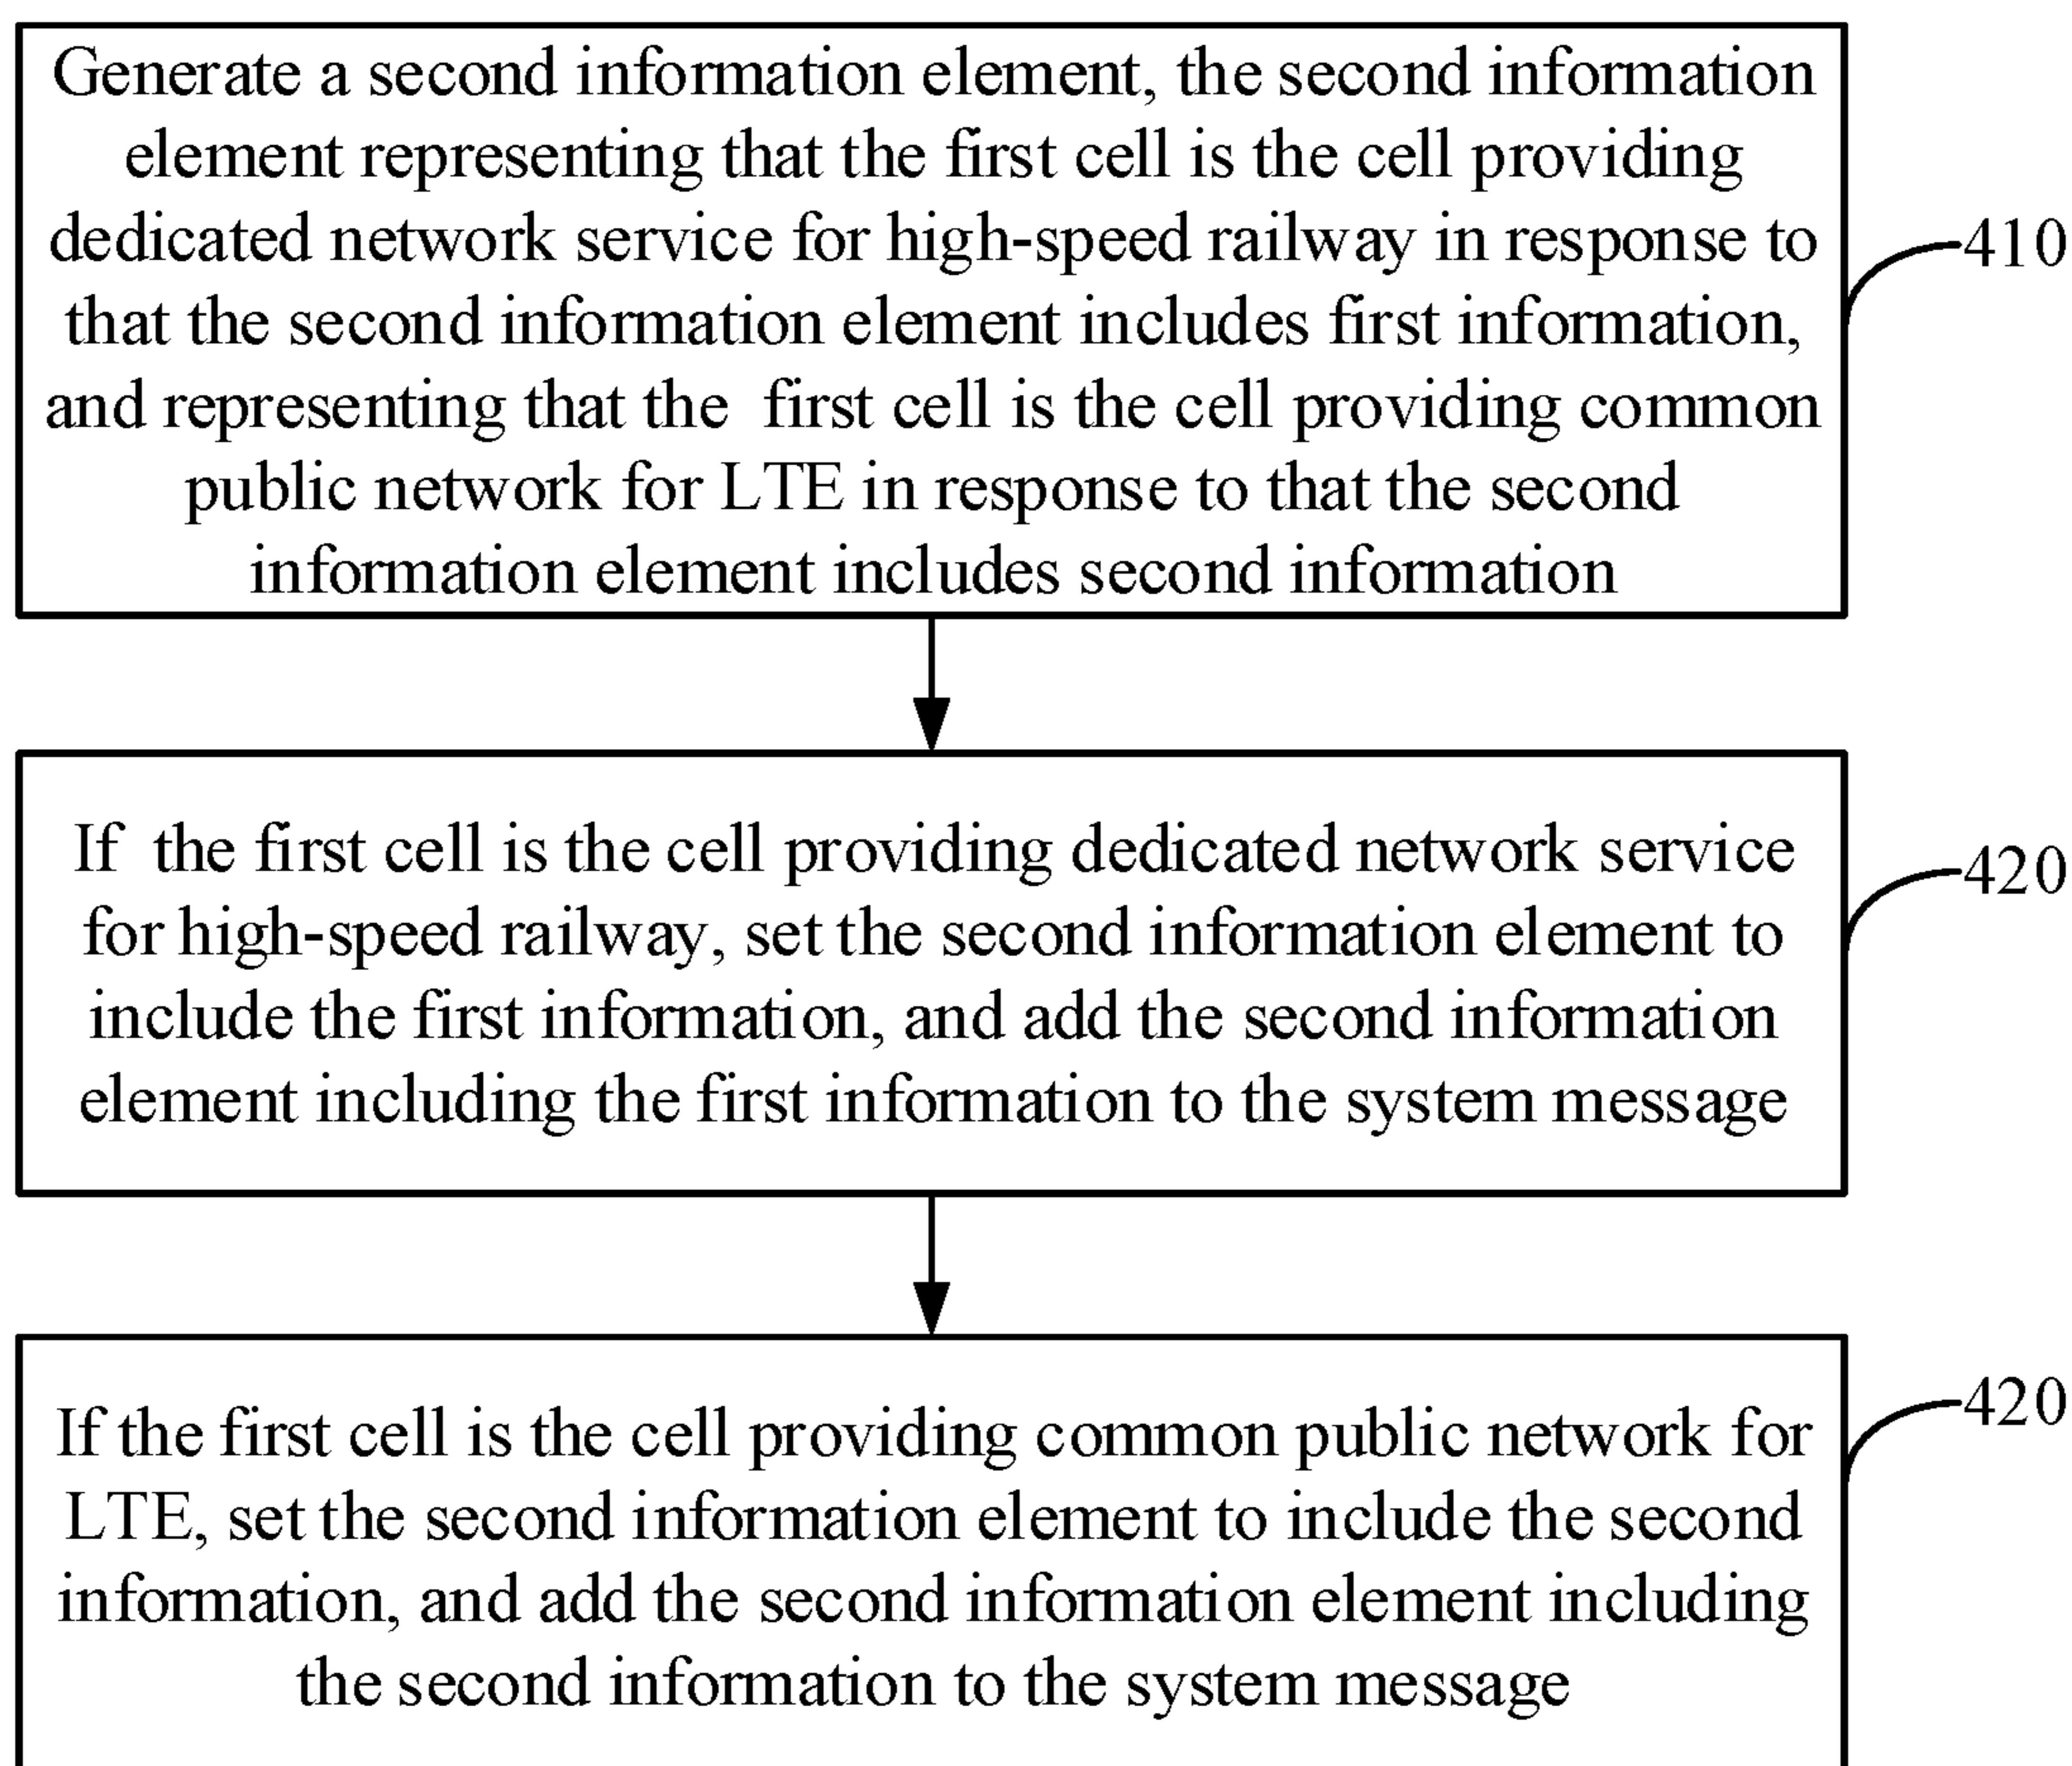 Generate a second information element, the second information
element representing that the first cell is the cell providing
dedicated network service for high-speed railway in response to
that the second information element includes first information,
and representing that the first cell is the cell providing common
public network for LTE in response to that the second
information element includes second information
410
If the first cell is the cell providing dedicated network service
for high-speed railway, set the second information element to
include the first information, and add the second information
element including the first information to the system message
420
If the first cell is the cell providing common public network for
LTE, set the second information element to include the second
information, and add the second information element including
the second information to the system message
420